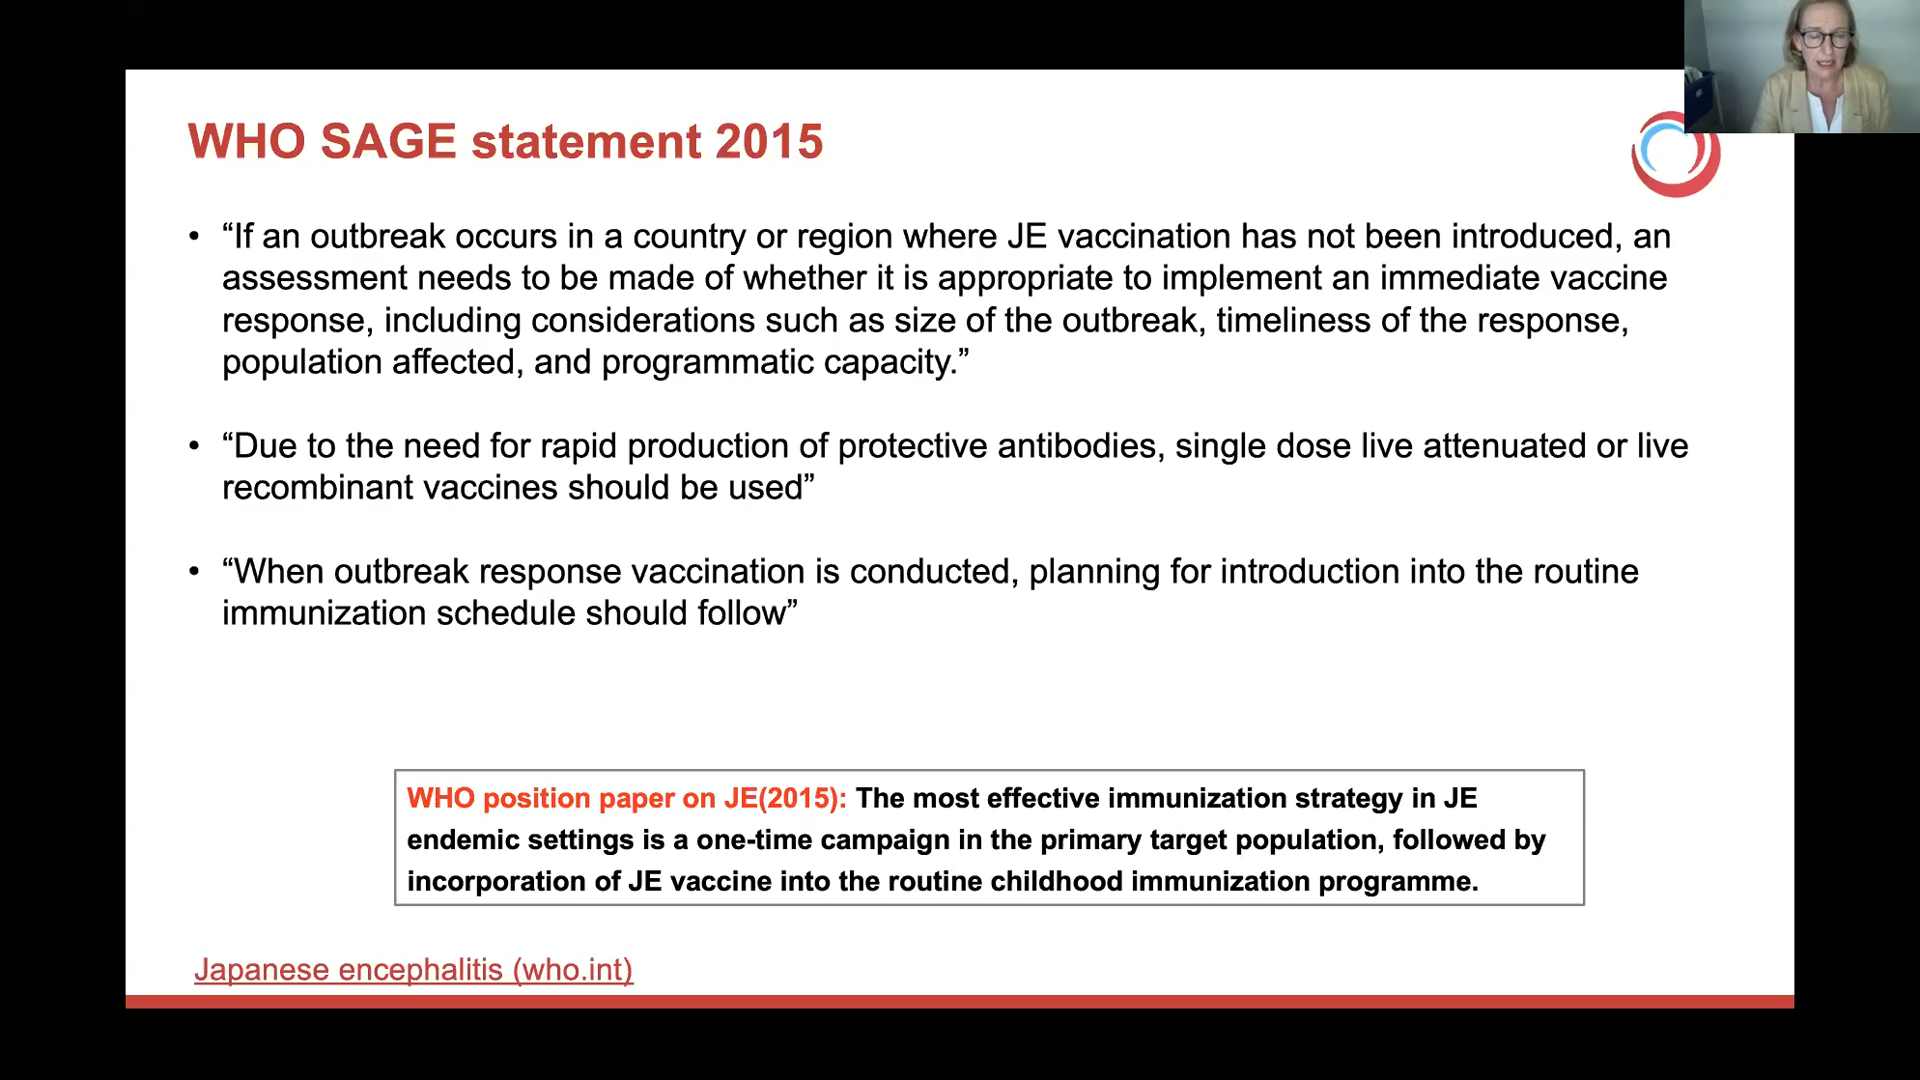 WHO SAGE statement 2015
• “If an outbreak occurs in a country or region where JE vaccination has not been introduced, an
assessment needs to be made of whether it is appropriate to implement an immediate vaccine
response, including considerations such as size of the outbreak, timeliness of the response,
population affected, and programmatic capacity.”
• “Due to the need for rapid production of protective antibodies, single dose live attenuated or live
recombinant vaccines should be used”
• “When outbreak response vaccination is conducted, planning for introduction into the routine
immunization schedule should follow”
WHO position paper on JE(2015): The most effective immunization strategy in JE
endemic settings is a one-time campaign in the primary target population, followed by
incorporation of JE vaccine into the routine childhood immunization programme.
Japanese encephalitis (who.int)